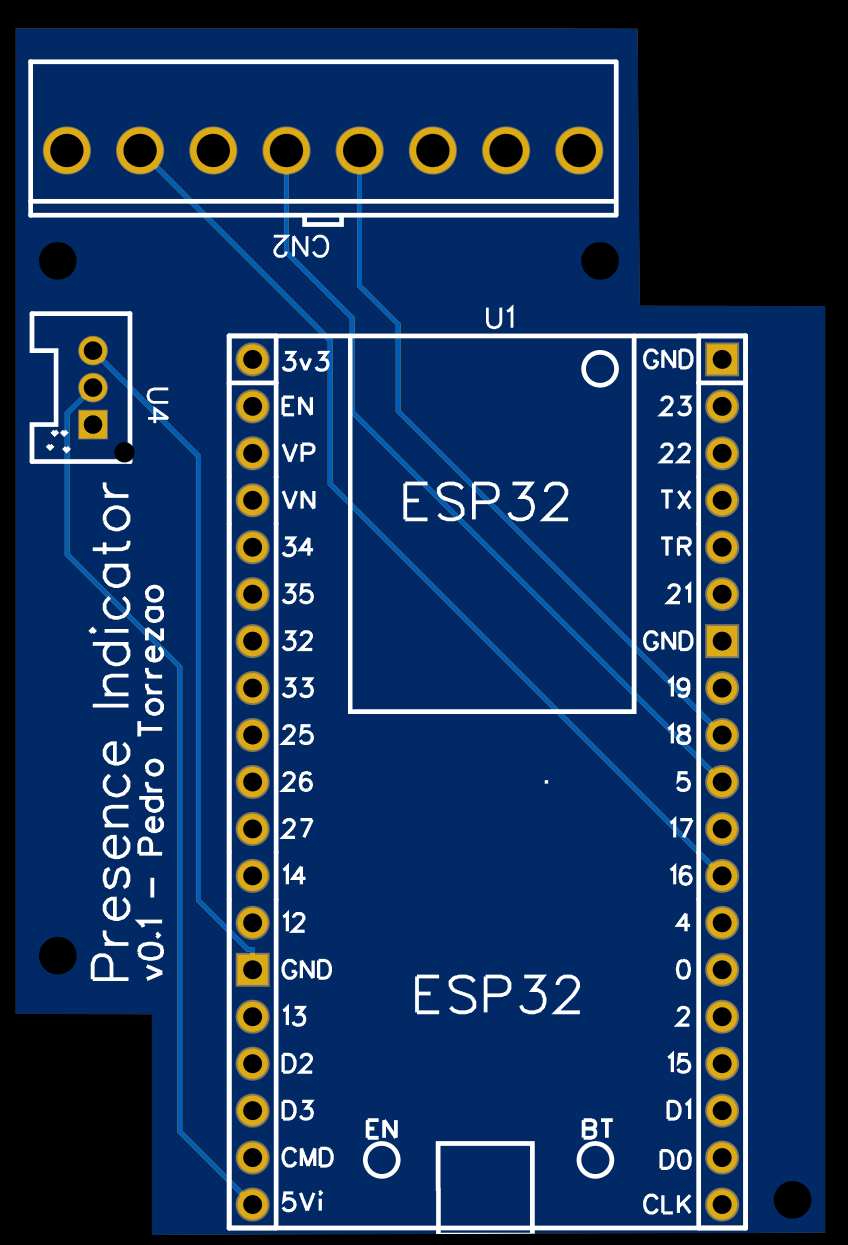 CN2
U1
U4
3v3
EN
VP
VN
34
35
32
33
25
26
27
14
12
GND
13
D2
D3
CMD
5Vi
ESP32
ESP32
EN
BT
GND
23
22
TX
TR
21
GND
19
18
5
17
16
4
0
2
15
D1
D0
CLK
Presence Indicator
v0.1 - Pedro Torrezao